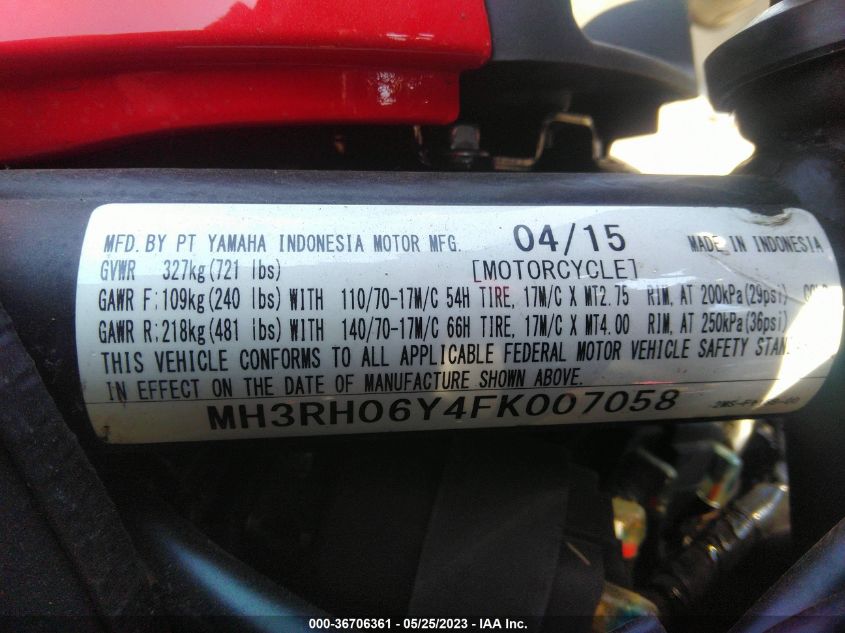 MFD. BY PT YAMAHA INDONESIA MOTOR MFG. 04/15 MADE IN INDONESIA
GVWR 327kg(721 lbs) [MOTORCYCLE]
GAWR F:109kg(240 lbs) WITH 110/70-17M/C 54H TIRE, 17M/C X MT2.75 RIM, AT 200kPa(29psi) COLD
GAWR R:218kg(481 lbs) WITH 140/70-17M/C 66H TIRE, 17M/C X MT4.00 RIM, AT 250kPa(36psi)
THIS VEHICLE CONFORMS TO ALL APPLICABLE FEDERAL MOTOR VEHICLE SAFETY
IN EFFECT ON THE DATE OF MANUFACTURE SHOWN ABOVE.
MH3RH06Y4FK007058
000-36706361 - 05/25/2023 - IAA Inc.